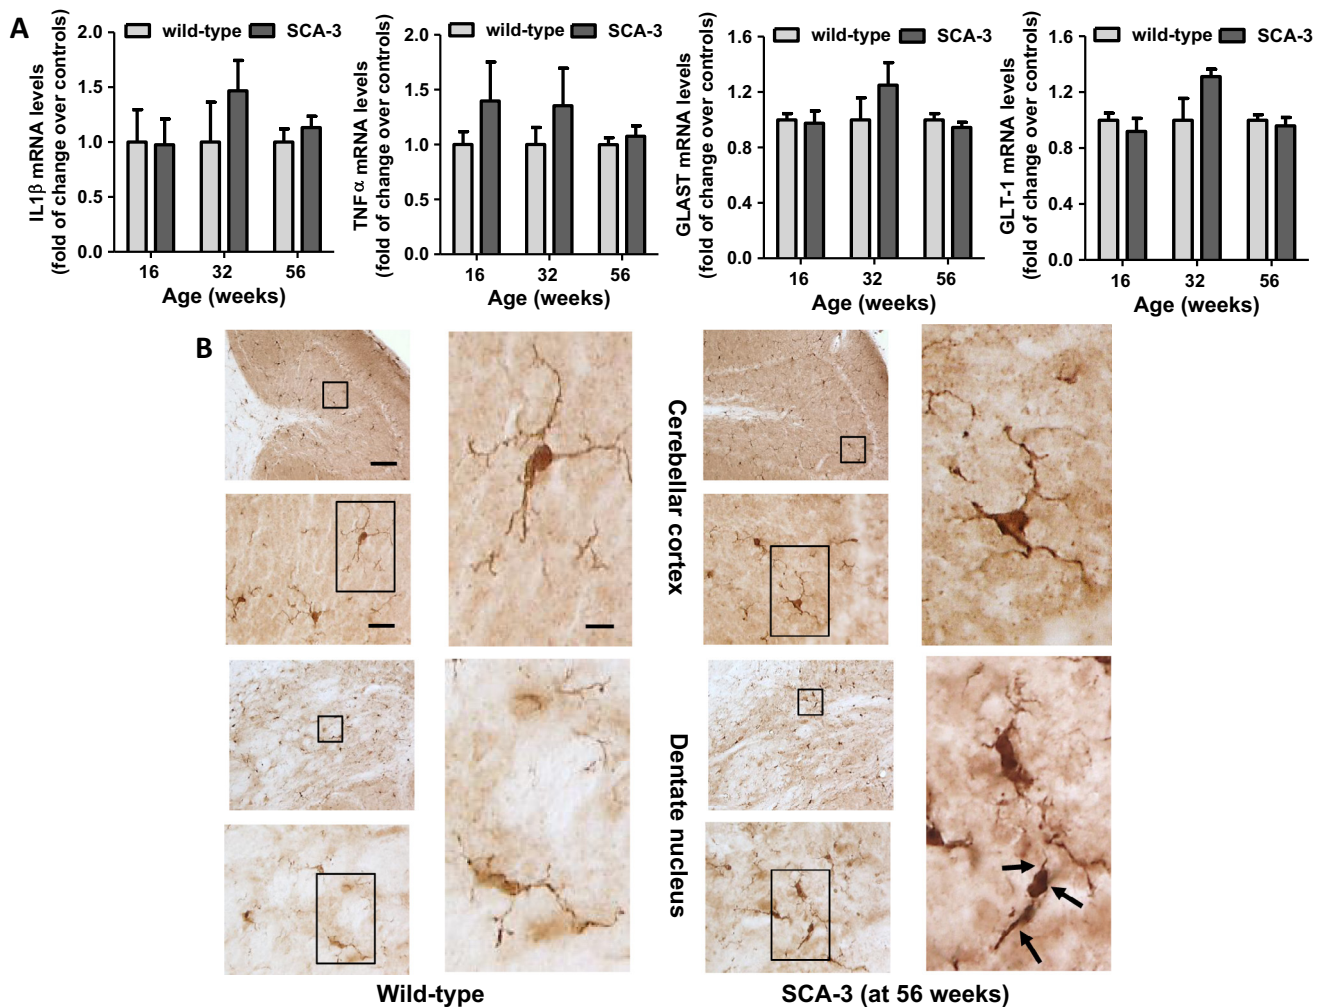 A
wild-type SCA-3
IL1β mRNA levels
(fold of change over controls)
2.0
1.5
1.0
0.5
0.0
16 32 56
Age (weeks)
wild-type SCA-3
TNFα mRNA levels
(fold of change over controls)
2.0
1.5
1.0
0.5
0.0
16 32 56
Age (weeks)
wild-type SCA-3
GLAST mRNA levels
(fold of change over controls)
1.6
1.2
0.8
0.4
0.0
16 32 56
Age (weeks)
wild-type SCA-3
GLT-1 mRNA levels
(fold of change over controls)
1.6
1.2
0.8
0.4
0.0
16 32 56
Age (weeks)
B
Cerebellar cortex
Dentate nucleus
Wild-type
SCA-3 (at 56 weeks)